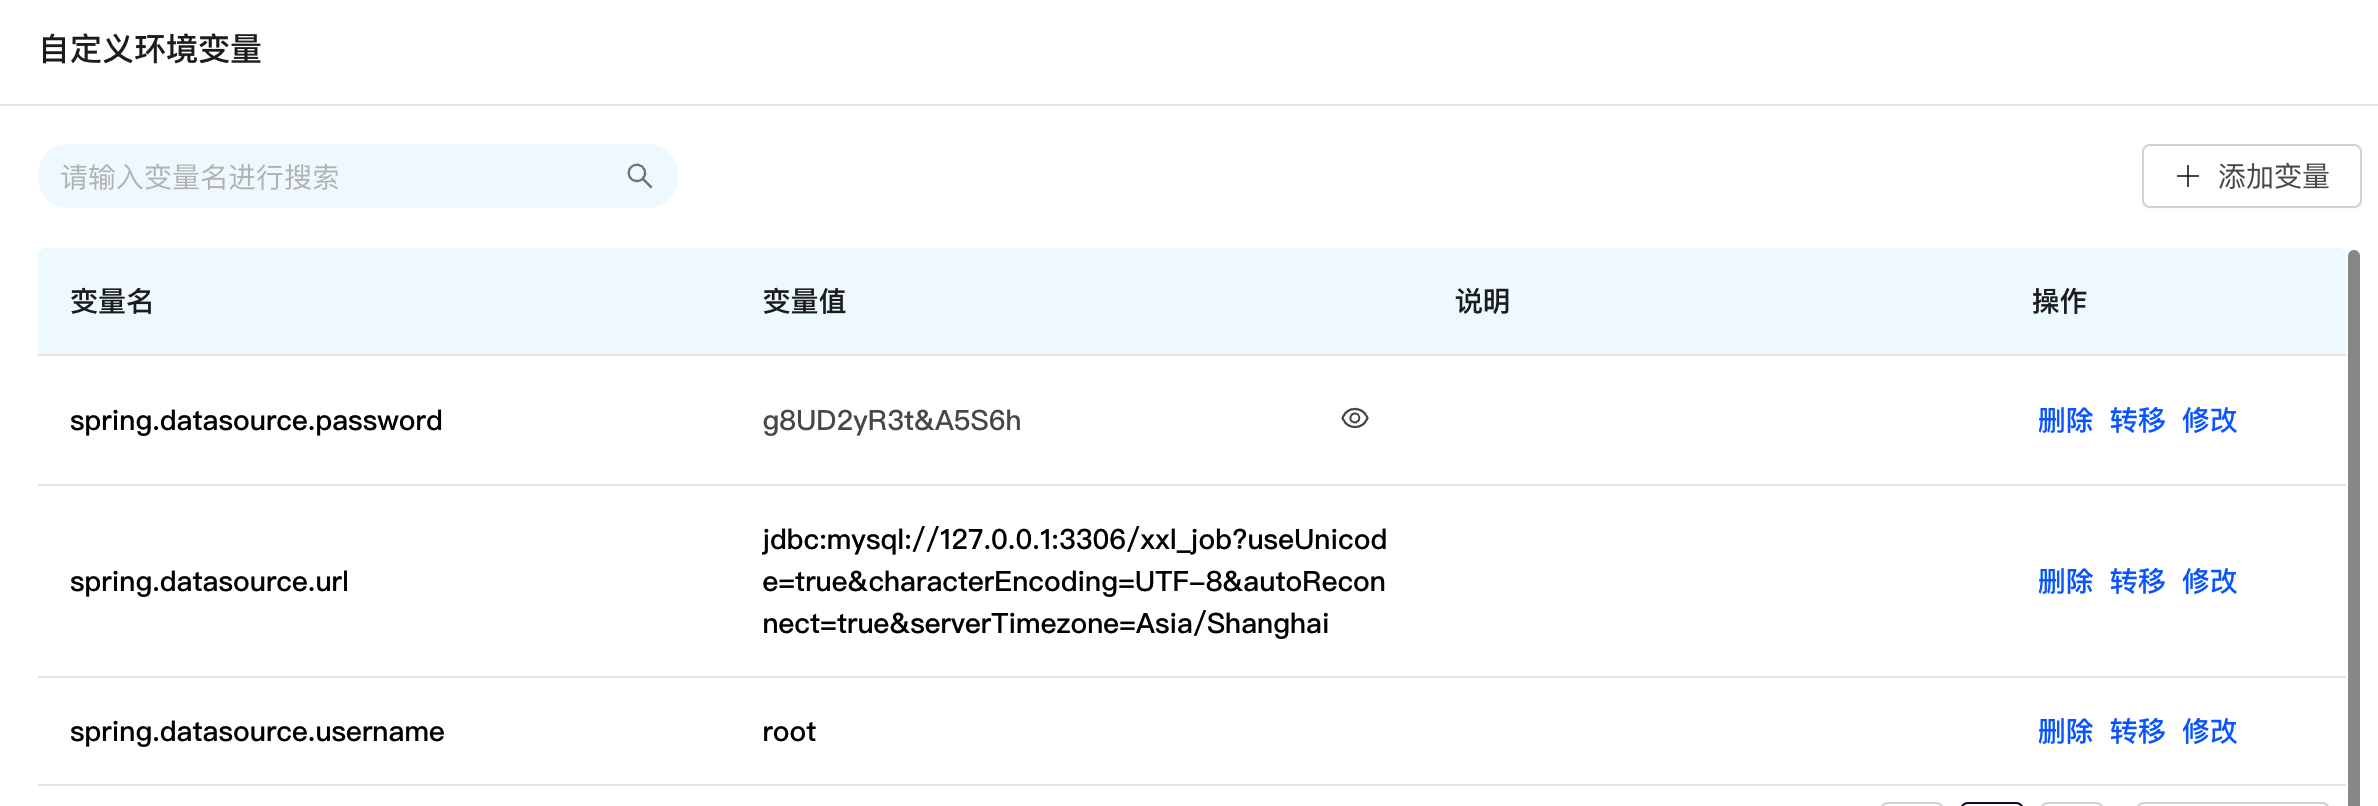 自定义环境变量
请输入变量名进行搜索
添加变量
变量名 变量值 说明 操作
spring.datasource.password g8UD2yR3t&A5S6h 删除 转移 修改
jdbc:mysql://127.0.0.1:3306/xxl_job?useUnicod
spring.datasource.url e=true&characterEncoding=UTF-8&autoRecon 删除 转移 修改
nect=true&serverTimezone=Asia/Shanghai
spring.datasource.username root 删除 转移 修改